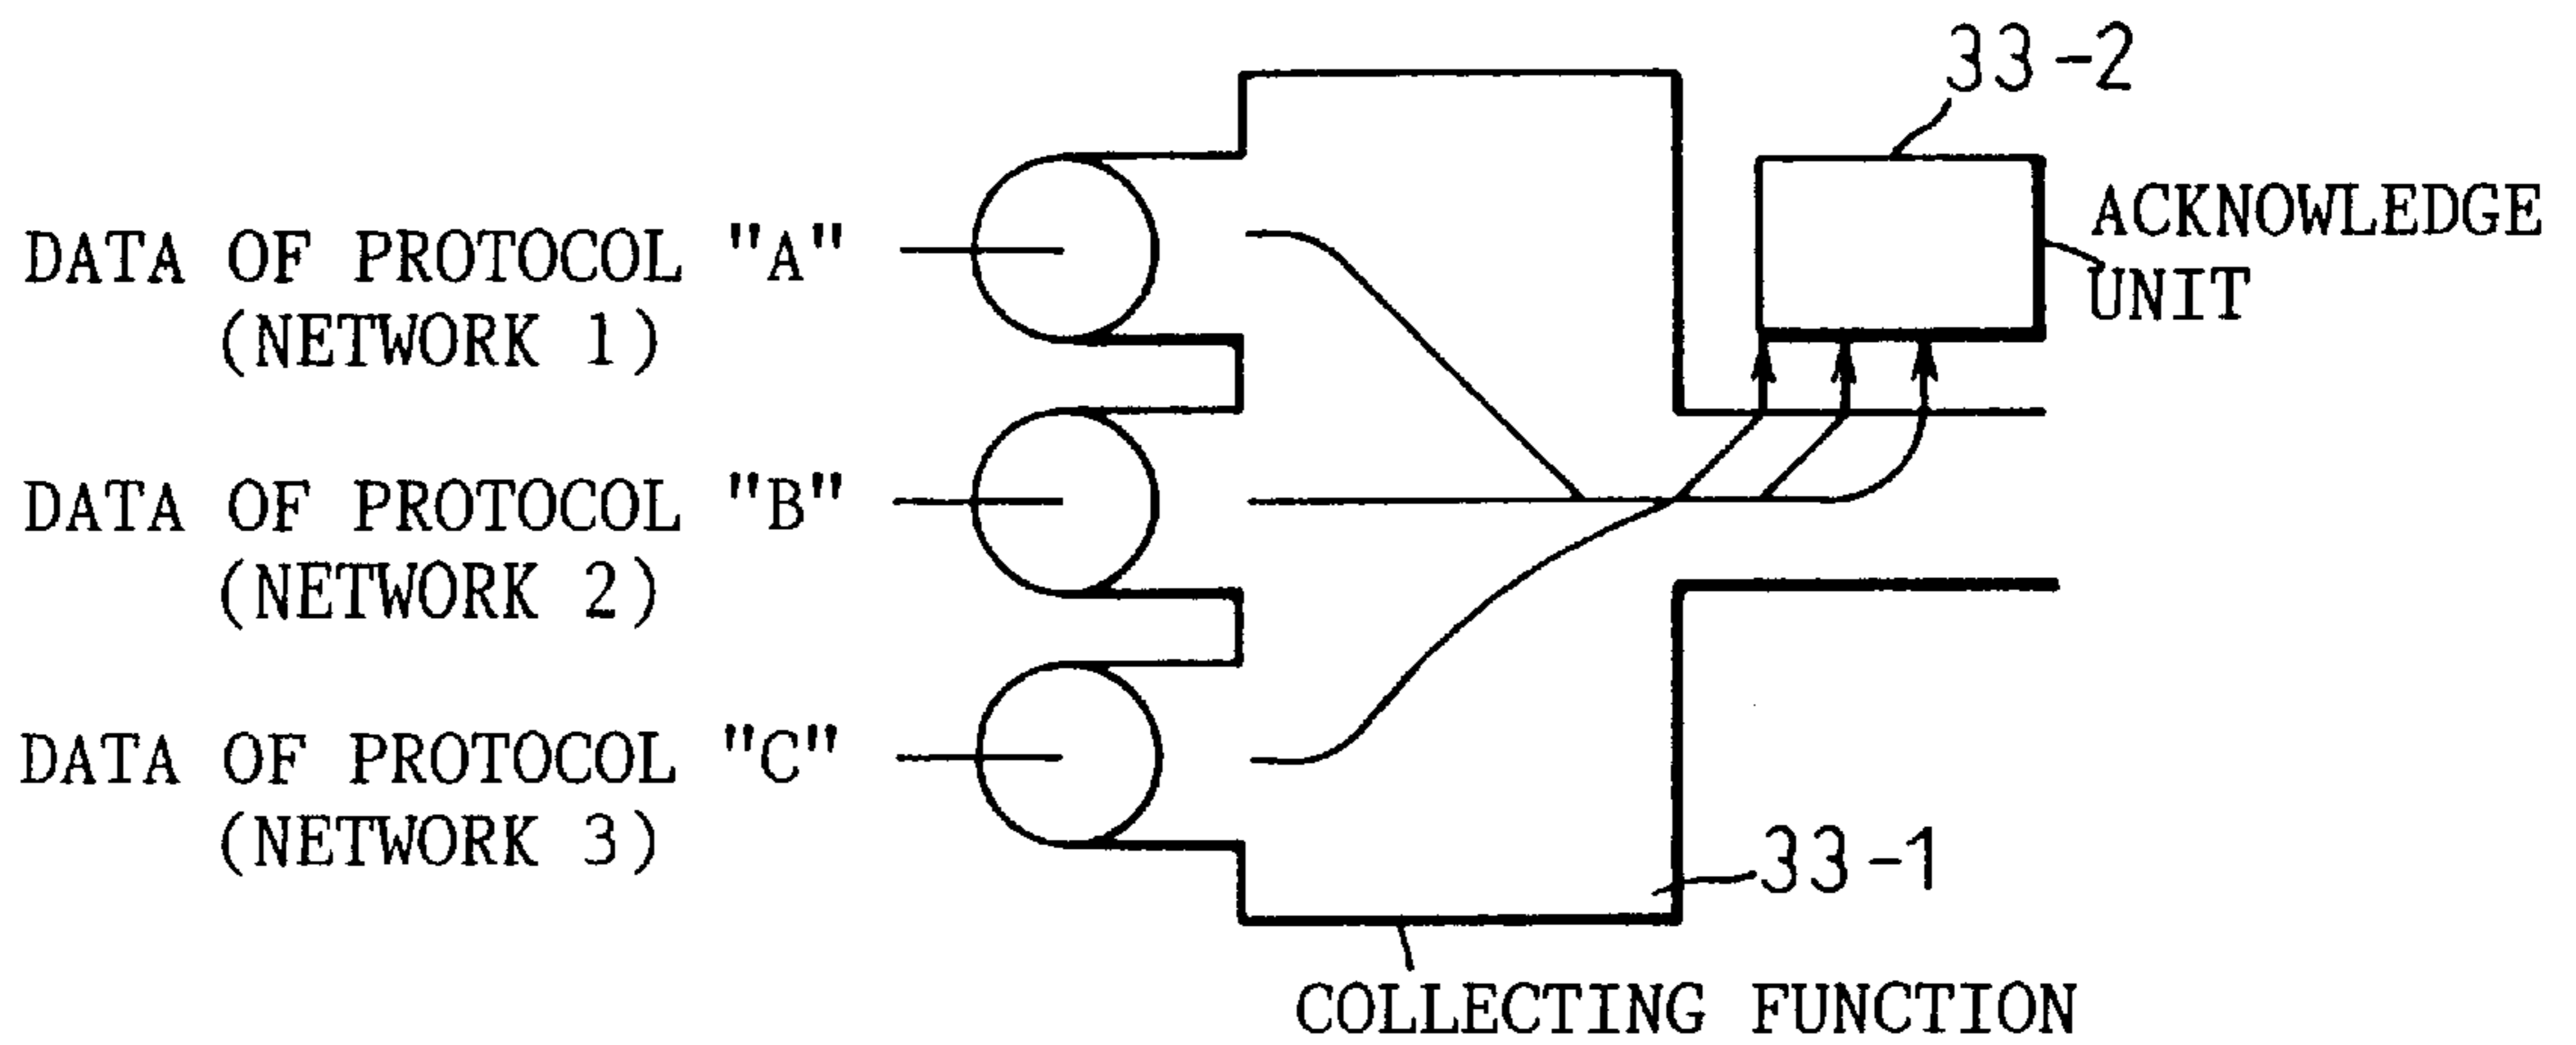 33-2
ACKNOWLEDGE
UNIT
DATA OF PROTOCOL "A"
(NETWORK 1)
DATA OF PROTOCOL "B"
(NETWORK 2)
DATA OF PROTOCOL "C"
(NETWORK 3)
33-1
COLLECTING FUNCTION